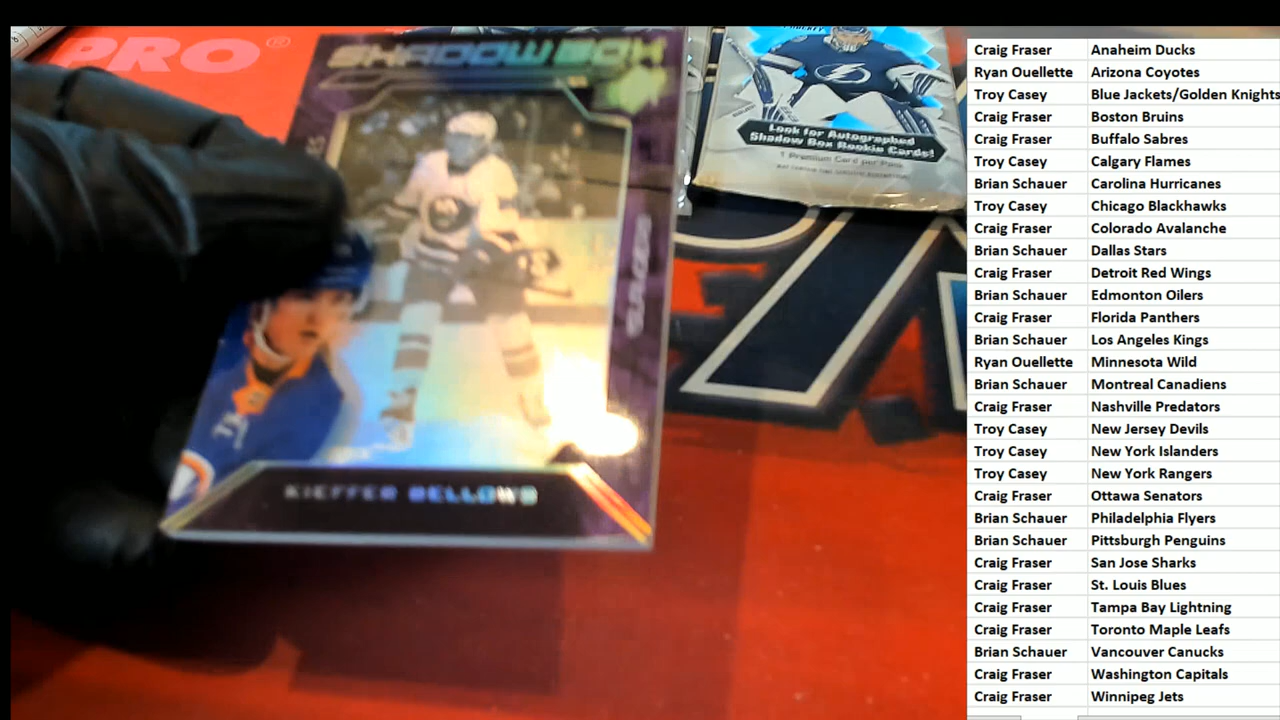 PRO®
SHADOW BOX
KIEFFER BELLOWS
Look for Autographed
Shadow Box Rookie Cards!
1 Premium Card per Pack
Craig Fraser Anaheim Ducks
Ryan Ouellette Arizona Coyotes
Troy Casey Blue Jackets/Golden Knights
Craig Fraser Boston Bruins
Craig Fraser Buffalo Sabres
Troy Casey Calgary Flames
Brian Schauer Carolina Hurricanes
Troy Casey Chicago Blackhawks
Craig Fraser Colorado Avalanche
Brian Schauer Dallas Stars
Craig Fraser Detroit Red Wings
Brian Schauer Edmonton Oilers
Craig Fraser Florida Panthers
Brian Schauer Los Angeles Kings
Ryan Ouellette Minnesota Wild
Brian Schauer Montreal Canadiens
Craig Fraser Nashville Predators
Troy Casey New Jersey Devils
Troy Casey New York Islanders
Troy Casey New York Rangers
Craig Fraser Ottawa Senators
Brian Schauer Philadelphia Flyers
Brian Schauer Pittsburgh Penguins
Craig Fraser San Jose Sharks
Craig Fraser St. Louis Blues
Craig Fraser Tampa Bay Lightning
Craig Fraser Toronto Maple Leafs
Brian Schauer Vancouver Canucks
Craig Fraser Washington Capitals
Craig Fraser Winnipeg Jets